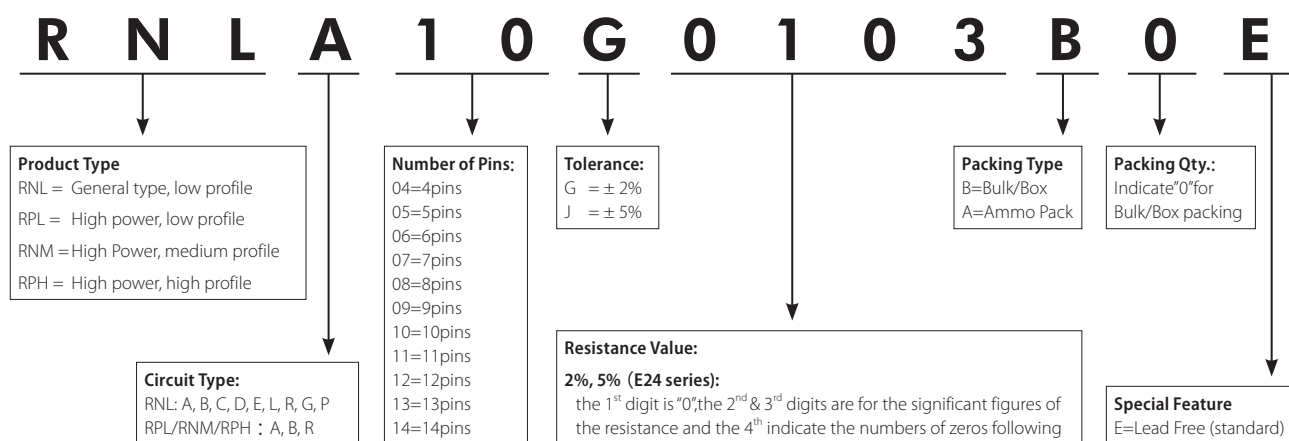 R N L A 1 0 G 0 1 0 3 B 0 E
Product Type
RNL = General type, low profile
RPL = High power, low profile
RNM =High Power, medium profile
RPH = High power, high profile
Circuit Type:
RNL: A, B, C, D, E, L, R, G, P
RPL/RNM/RPH : A, B, R
Number of Pins:
04=4pins
05=5pins
06=6pins
07=7pins
08=8pins
09=9pins
10=10pins
11=11pins
12=12pins
13=13pins
14=14pins
Tolerance:
G = ± 2%
J = ± 5%
Resistance Value:
2%, 5% (E24 series):
the 1st digit is “0”,the 2nd & 3rd digits are for the significant figures of
the resistance and the 4th indicate the numbers of zeros following
Packing Type
B=Bulk/Box
A=Ammo Pack
Packing Qty.:
Indicate”0”for
Bulk/Box packing
Special Feature
E=Lead Free (standard)